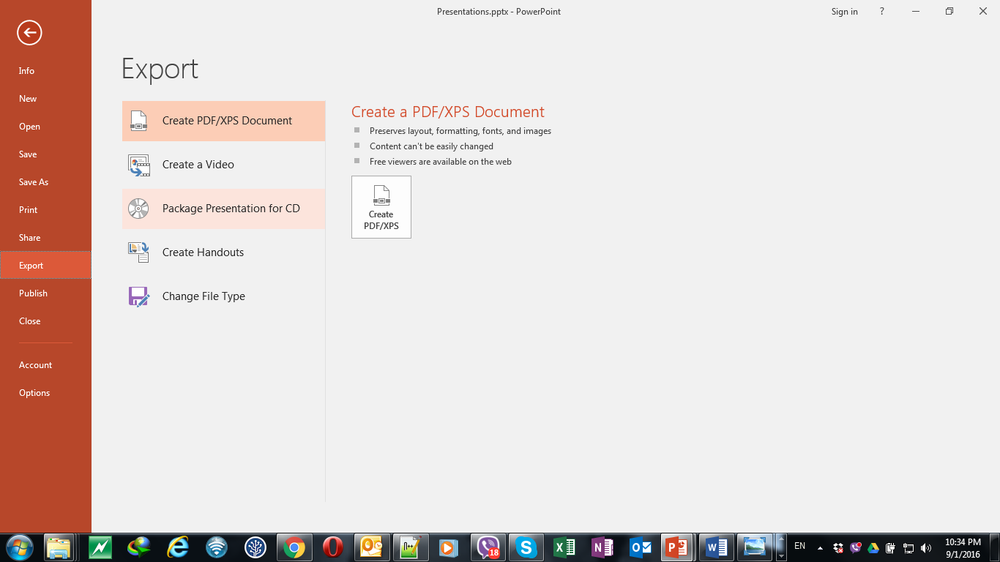 Presentations.pptx - PowerPoint
Sign in
?
Info
New
Open
Save
Save As
Print
Share
Export
Publish
Close
Account
Options
Export
Create PDF/XPS Document
Create a Video
Package Presentation for CD
Create Handouts
Change File Type
Create a PDF/XPS Document
Preserves layout, formatting, fonts, and images
Content can't be easily changed
Free viewers are available on the web
Create
PDF/XPS
18
EN
10:34 PM
9/1/2016